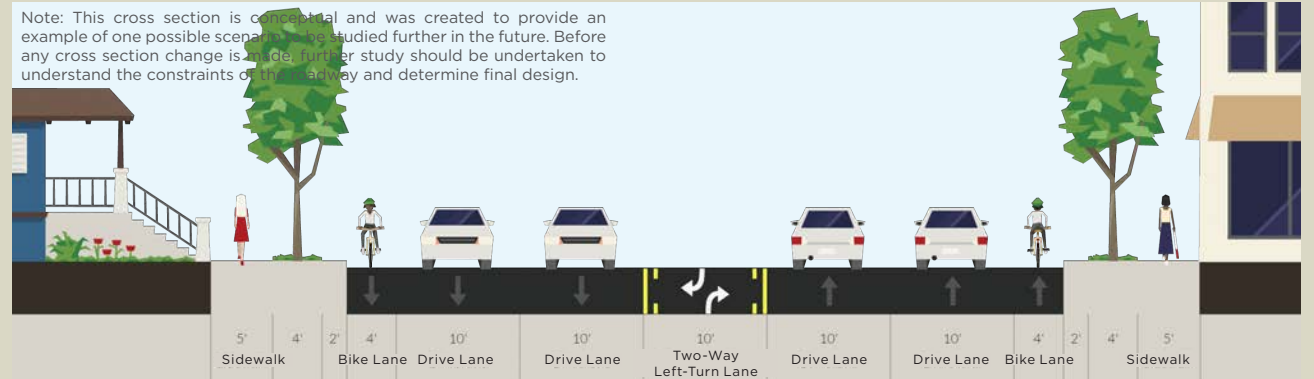 Note: This cross section is conceptual and was created to provide an
example of one possible scenario to be studied further in the future. Before
any cross section change is made, further study should be undertaken to
understand the constraints of the roadway and determine final design.
5' 4' 2' 4' 10' 10' 10' 10' 10' 4' 2' 4' 5'
Sidewalk Bike Lane Drive Lane Drive Lane Two-Way Drive Lane Drive Lane Bike Lane Sidewalk
Left-Turn Lane